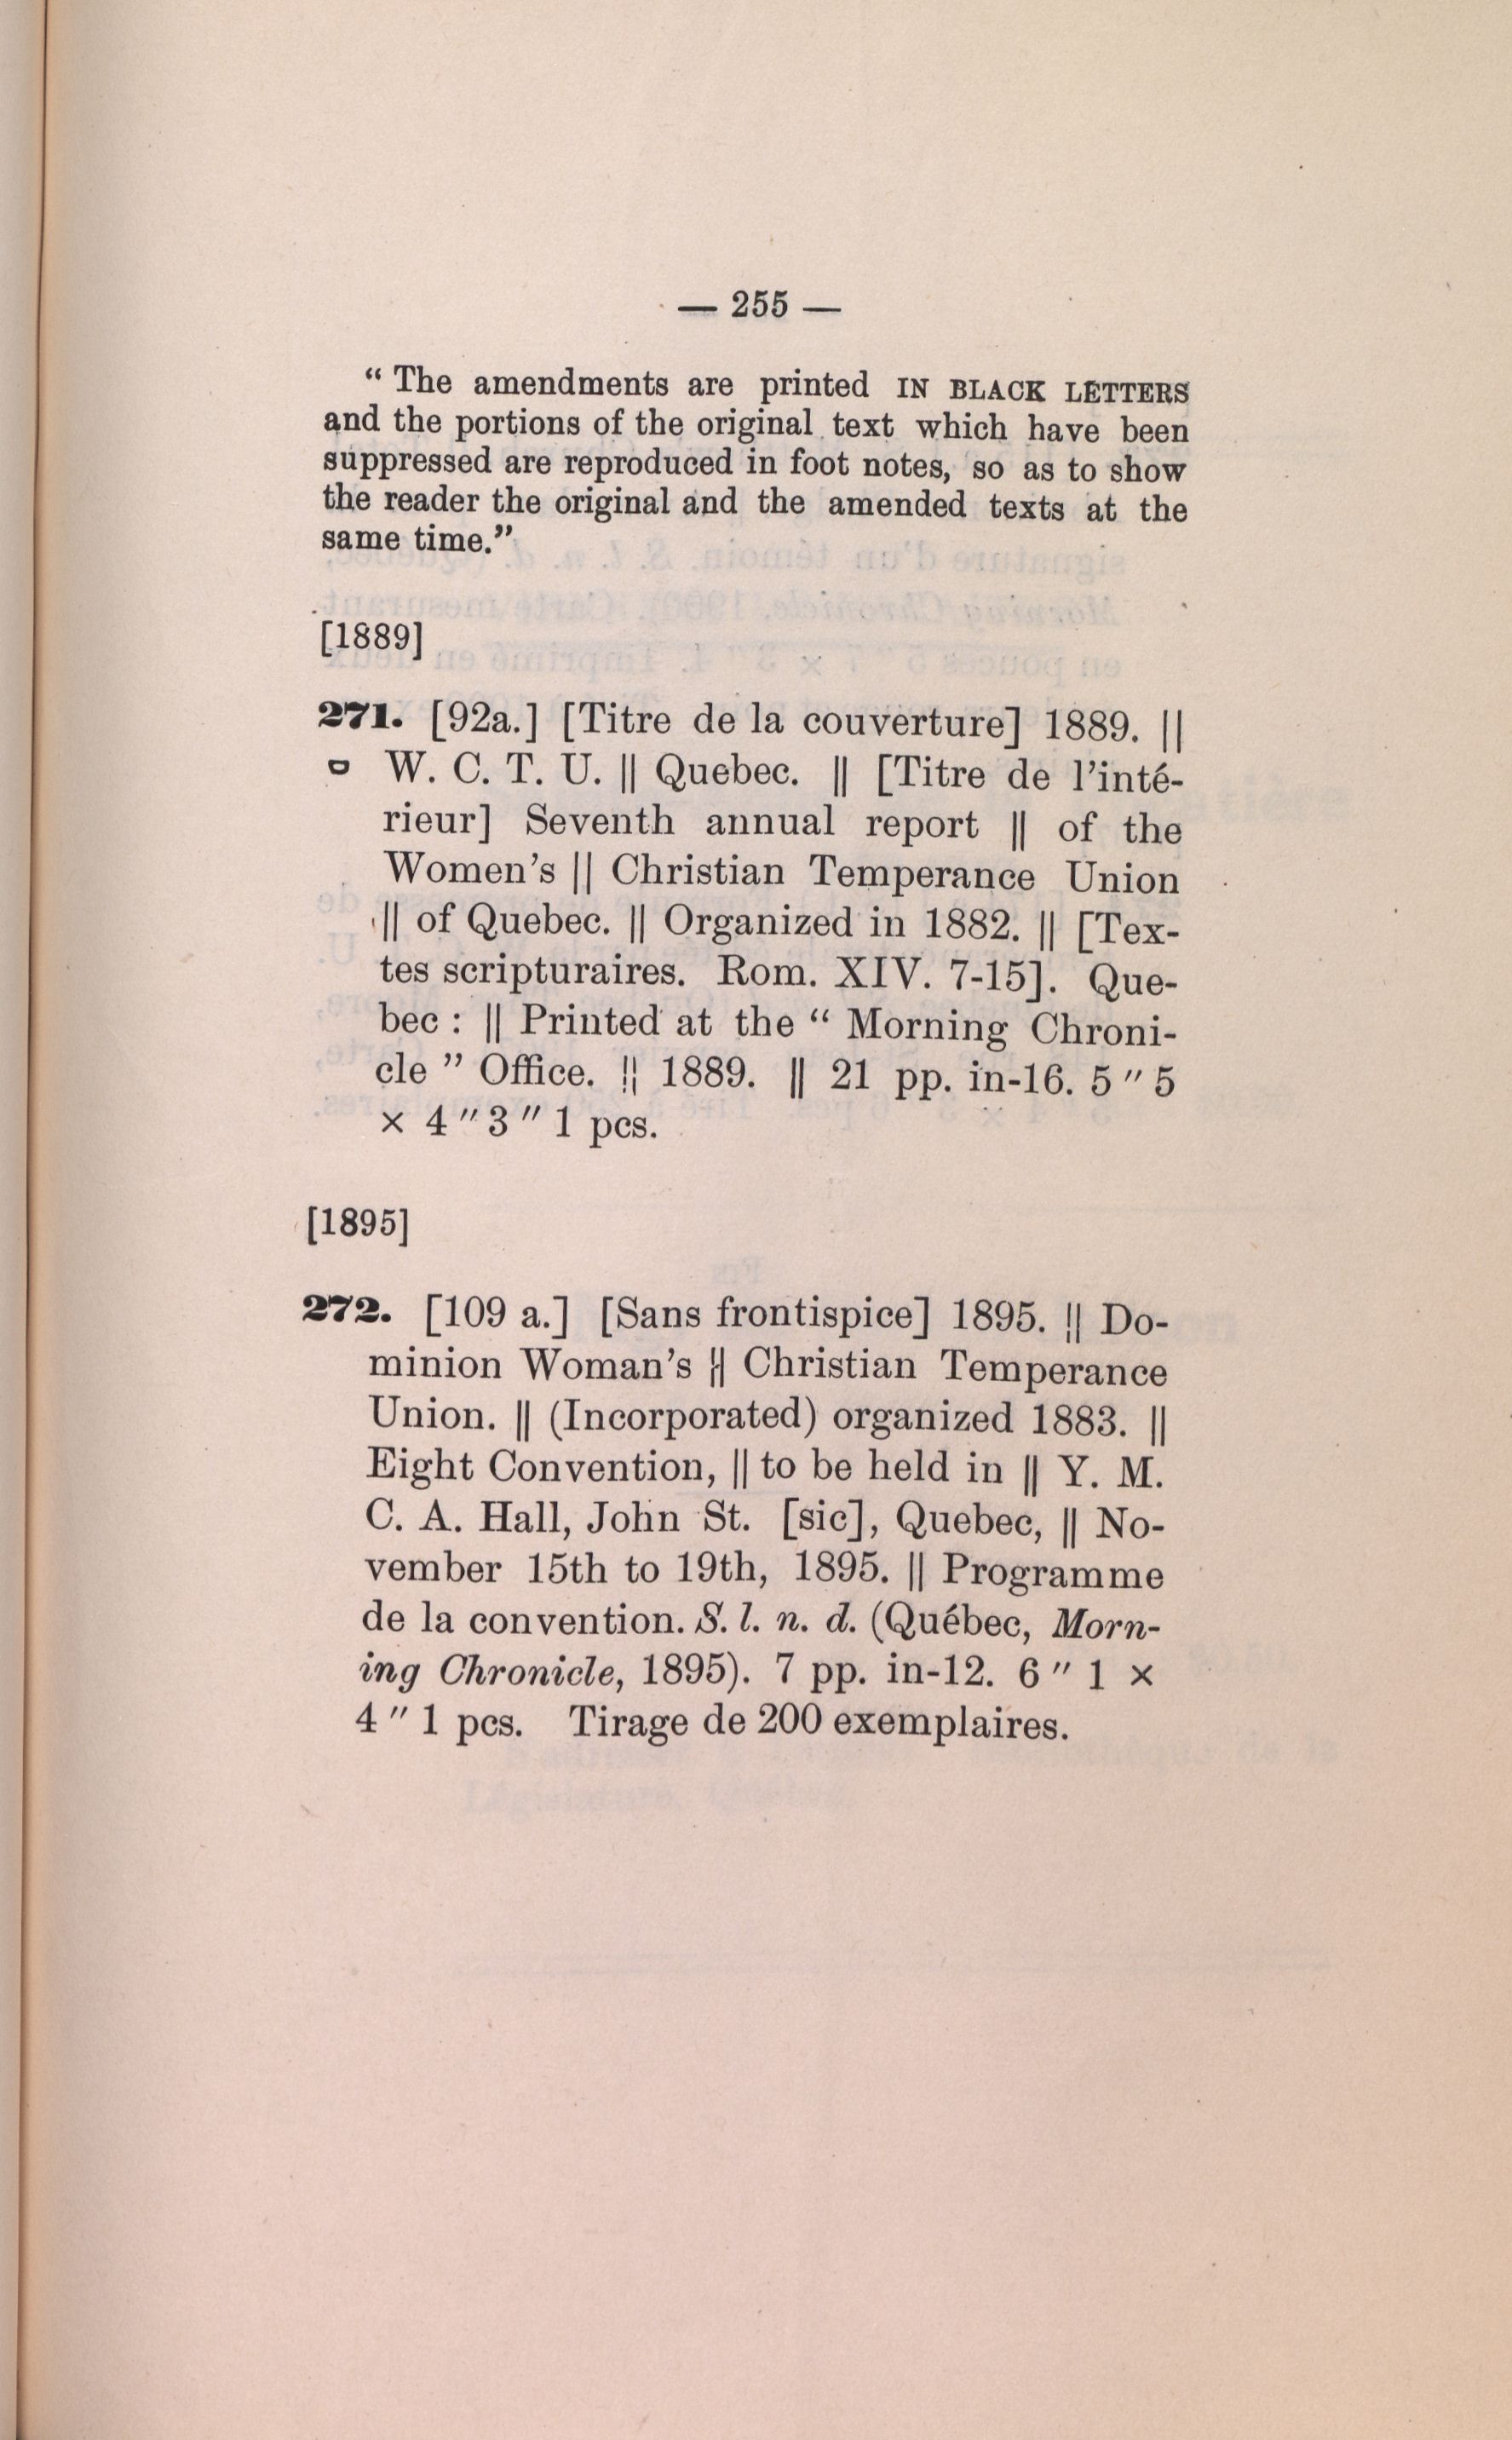 — 255 —
“ The amendments are printed IN BLACK LETTERS
and the portions of the original text which have been
suppressed are reproduced in foot notes, so as to show
the reader the original and the amended texts at the
same time.”
[1889]
271. [92a.] [Titre de la couverture] 1889. ||
W. C. T. U. || Quebec. || [Titre de l’inté-
rieur] Seventh annual report || of the
Women’s || Christian Temperance Union
|| of Quebec. || Organized in 1882. || [Tex-
tes scripturaires. Rom. XIV. 7-15]. Que-
bec : || Printed at the “ Morning Chroni-
cle ” Office. || 1889. || 21 pp. in-16. 5 " 5
× 4 " 3 " 1 pcs.
[1895]
272. [109 a.] [Sans frontispice] 1895. || Do-
minion Woman’s || Christian Temperance
Union. || (Incorporated) organized 1883. ||
Eight Convention, || to be held in || Y. M.
C. A. Hall, John St. [sic], Quebec, || No-
vember 15th to 19th, 1895. || Programme
de la convention. S. l. n. d. (Québec, Morn-
ing Chronicle, 1895). 7 pp. in-12. 6 " 1 ×
4 " 1 pcs. Tirage de 200 exemplaires.